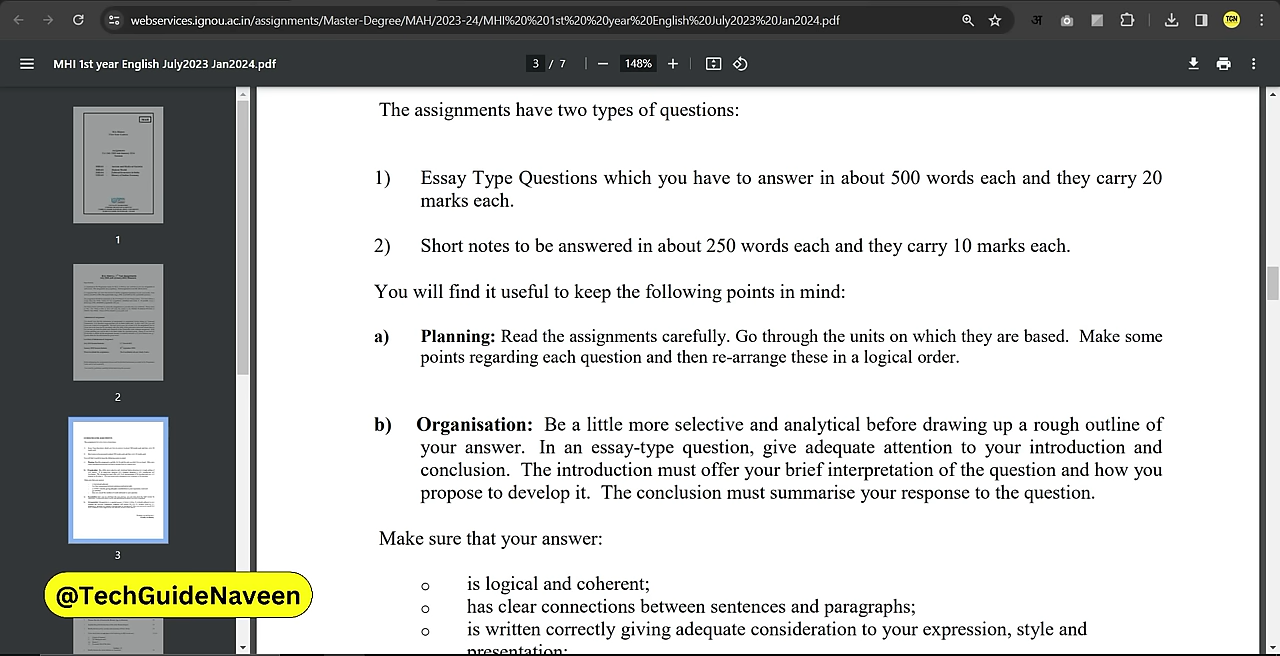 webservices.ignou.ac.in/assignments/Master-Degree/MAH/2023-24/MHI%20%201st%20%20year%20English%20July2023%20Jan2024.pdf
अ
TGN
MHI 1st year English July2023 Jan2024.pdf
3 / 7
148%
1
2
3
The assignments have two types of questions:
1) Essay Type Questions which you have to answer in about 500 words each and they carry 20
marks each.
2) Short notes to be answered in about 250 words each and they carry 10 marks each.
You will find it useful to keep the following points in mind:
a) Planning: Read the assignments carefully. Go through the units on which they are based. Make some
points regarding each question and then re-arrange these in a logical order.
b) Organisation: Be a little more selective and analytical before drawing up a rough outline of
your answer. In an essay-type question, give adequate attention to your introduction and
conclusion. The introduction must offer your brief interpretation of the question and how you
propose to develop it. The conclusion must summarise your response to the question.
Make sure that your answer:
o is logical and coherent;
o has clear connections between sentences and paragraphs;
o is written correctly giving adequate consideration to your expression, style and
presentation;
@TechGuideNaveen